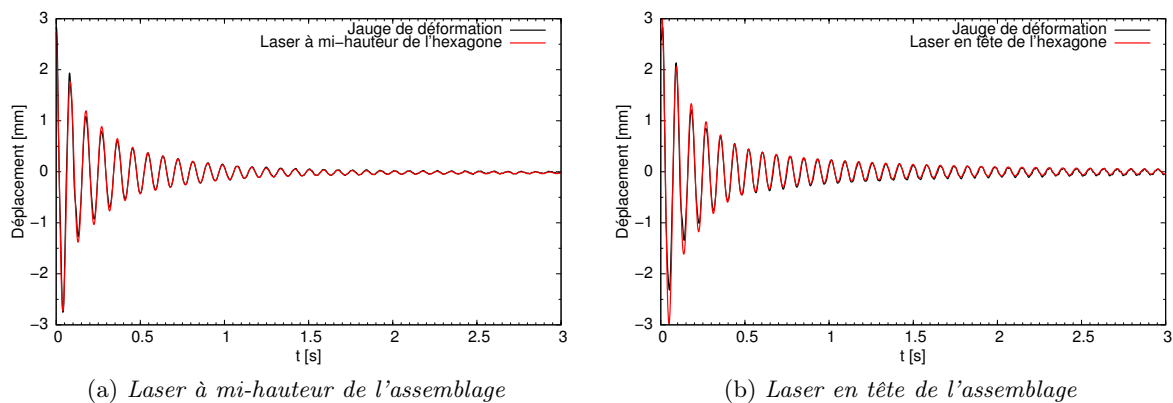 3
2
1
0
−1
−2
−3
0
0.5
1
1.5
2
2.5
3
Déplacement [mm]
t [s]
Jauge de déformation
Laser à mi-hauteur de l'hexagone
(a) Laser à mi-hauteur de l'assemblage
3
2
1
0
−1
−2
−3
0
0.5
1
1.5
2
2.5
3
Déplacement [mm]
t [s]
Jauge de déformation
Laser en tête de l'hexagone
(b) Laser en tête de l'assemblage